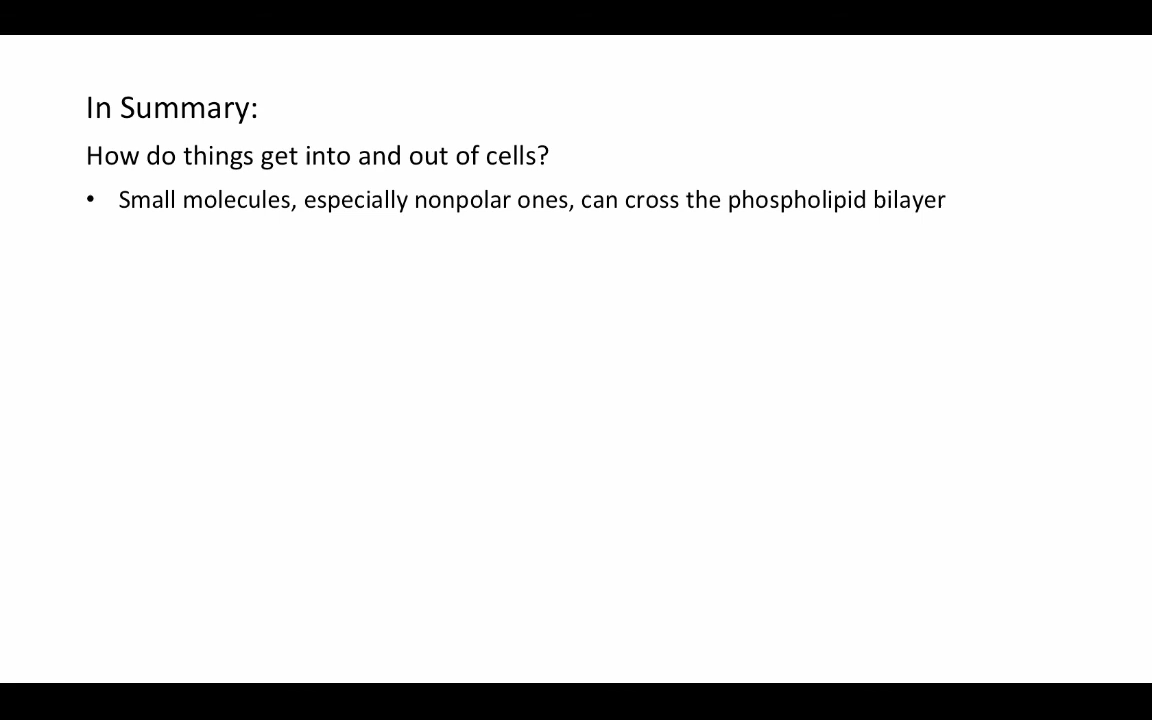 In Summary:
How do things get into and out of cells?
• Small molecules, especially nonpolar ones, can cross the phospholipid bilayer